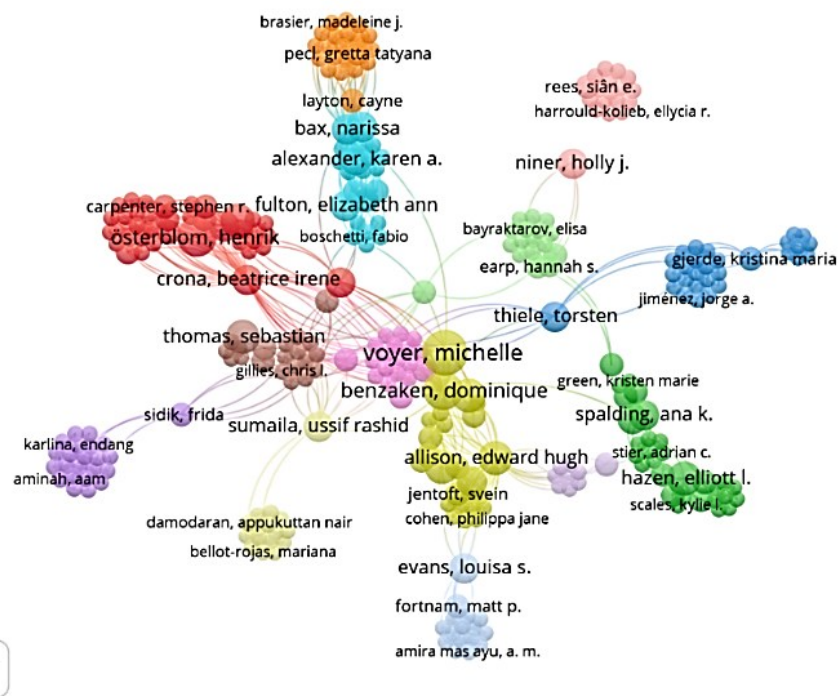 brasier, madeleine j.
pecl, gretta tatyana
layton, cayne
bax, narissa
alexander, karen a.
rees, siân e.
harrould-kolieb, ellycia r.
niner, holly j.
carpenter, stephen r.
fulton, elizabeth ann
österblom, henrik
boschetti, fabio
bayraktarov, elisa
earp, hannah s.
gjerde, kristina maria
crona, beatrice irene
jiménez, jorge a.
thiele, torsten
thomas, sebastian
voyer, michelle
gillies, chris l.
green, kristen marie
benzaken, dominique
sidik, frida
sumaila, ussif rashid
spalding, ana k.
karlina, endang
allison, edward hugh
stier, adrian c.
aminah, aam
hazen, elliott l.
jentoft, svein
scales, kylie l.
damodaran, appukuttan nair
cohen, philippa jane
bellot-rojas, mariana
evans, louisa s.
fortnam, matt p.
amira mas ayu, a. m.